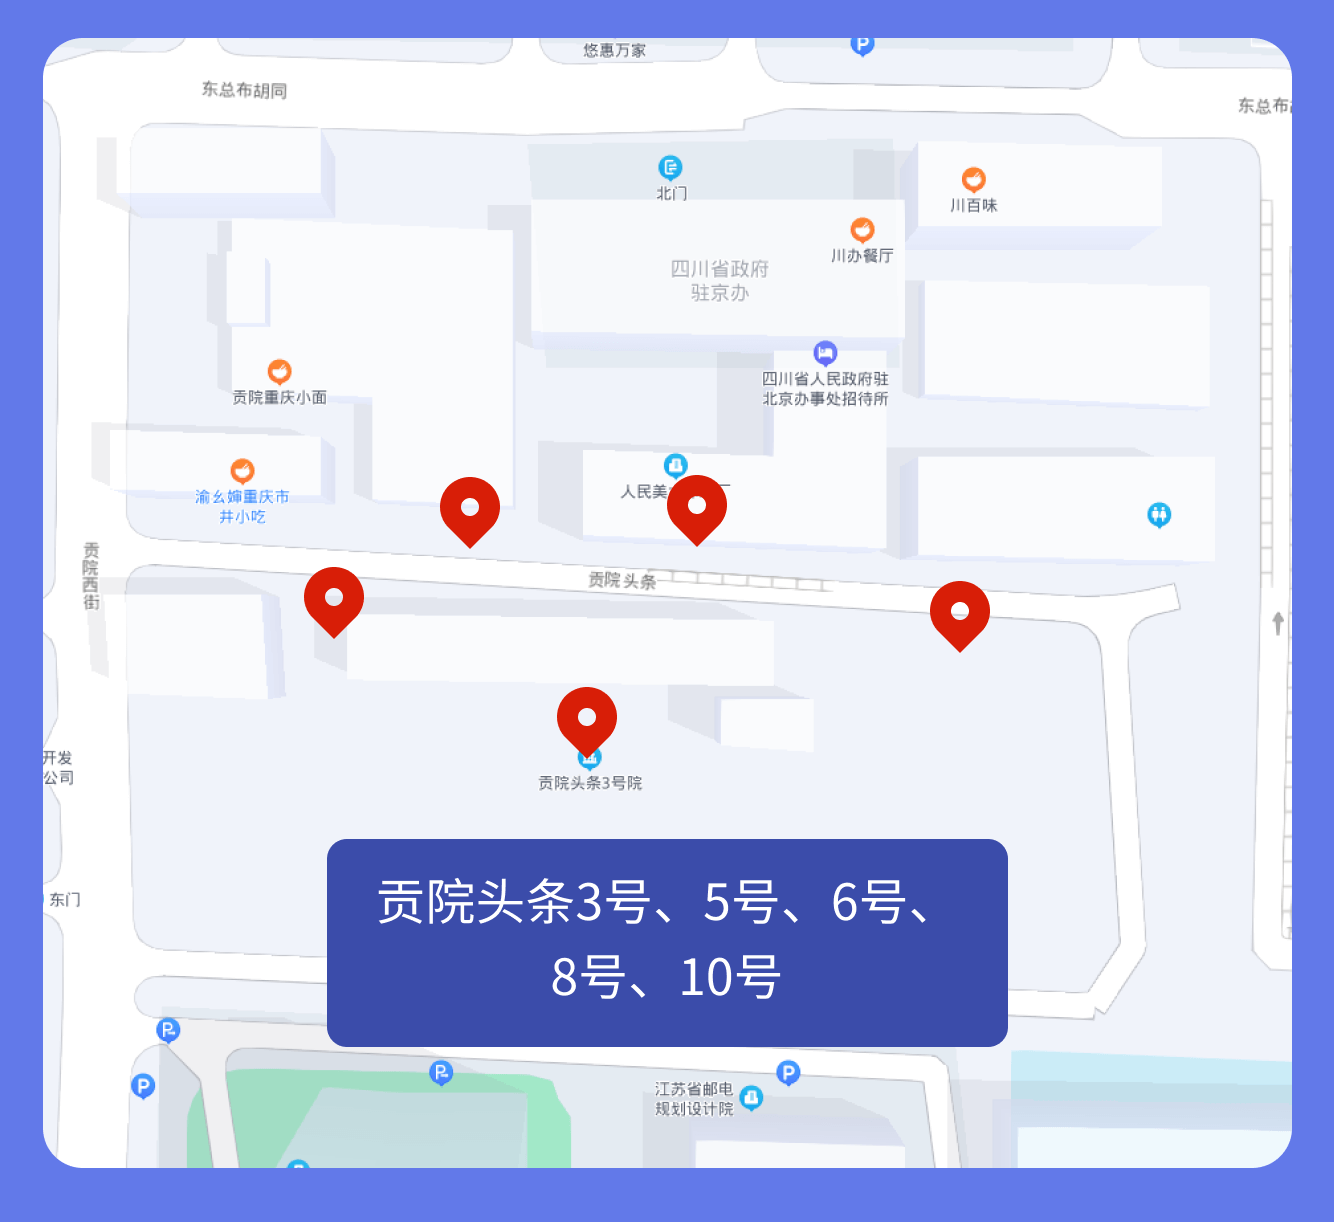 悠惠万家
东总布胡同
东总布
北门
川百味
川办餐厅
四川省政府
驻京办
贡院重庆小面
四川省人民政府驻
北京办事处招待所
渝幺婶重庆市
井小吃
人民美
贡院西街
贡院头条
开发
公司
贡院头条3号院
东门
贡院头条3号、5号、6号、
8号、10号
江苏省邮电
规划设计院